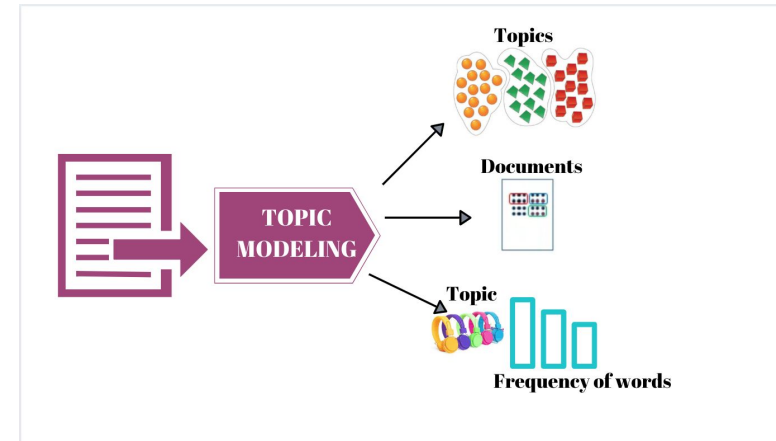 Topics
Documents
TOPIC
MODELING
Topic
Frequency of words